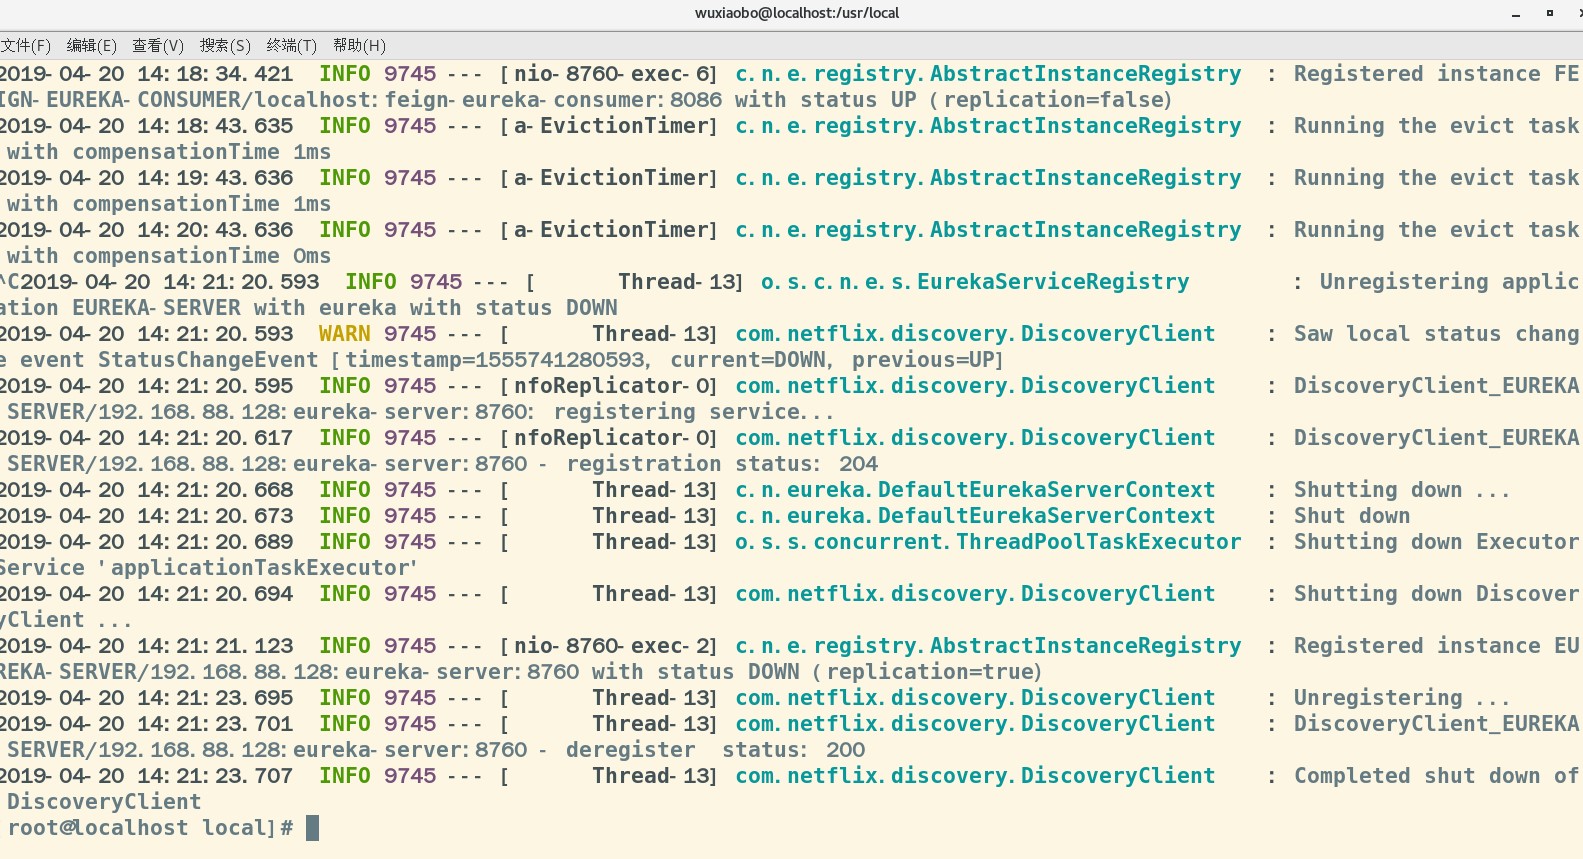 wuxiaobo@localhost:/usr/local
文件(F) 编辑(E) 查看(V) 搜索(S) 终端(T) 帮助(H)
2019-04-20 14:18:34.421  INFO 9745 --- [nio-8760-exec-6] c.n.e.registry.AbstractInstanceRegistry  : Registered instance FE
IGN-EUREKA-CONSUMER/localhost:feign-eureka-consumer:8086 with status UP (replication=false)
2019-04-20 14:18:43.635  INFO 9745 --- [a-EvictionTimer] c.n.e.registry.AbstractInstanceRegistry  : Running the evict task
with compensationTime 1ms
2019-04-20 14:19:43.636  INFO 9745 --- [a-EvictionTimer] c.n.e.registry.AbstractInstanceRegistry  : Running the evict task
with compensationTime 1ms
2019-04-20 14:20:43.636  INFO 9745 --- [a-EvictionTimer] c.n.e.registry.AbstractInstanceRegistry  : Running the evict task
with compensationTime 0ms
^C2019-04-20 14:21:20.593  INFO 9745 --- [      Thread-13] o.s.c.n.e.s.EurekaServiceRegistry        : Unregistering applic
ation EUREKA-SERVER with eureka with status DOWN
2019-04-20 14:21:20.593  WARN 9745 --- [      Thread-13] com.netflix.discovery.DiscoveryClient    : Saw local status chang
e event StatusChangeEvent [timestamp=1555741280593, current=DOWN, previous=UP]
2019-04-20 14:21:20.595  INFO 9745 --- [nfoReplicator-0] com.netflix.discovery.DiscoveryClient    : DiscoveryClient_EUREKA
SERVER/192.168.88.128:eureka-server:8760: registering service...
2019-04-20 14:21:20.617  INFO 9745 --- [nfoReplicator-0] com.netflix.discovery.DiscoveryClient    : DiscoveryClient_EUREKA
SERVER/192.168.88.128:eureka-server:8760 - registration status: 204
2019-04-20 14:21:20.668  INFO 9745 --- [      Thread-13] c.n.eureka.DefaultEurekaServerContext    : Shutting down ...
2019-04-20 14:21:20.673  INFO 9745 --- [      Thread-13] c.n.eureka.DefaultEurekaServerContext    : Shut down
2019-04-20 14:21:20.689  INFO 9745 --- [      Thread-13] o.s.s.concurrent.ThreadPoolTaskExecutor  : Shutting down Executor
Service 'applicationTaskExecutor'
2019-04-20 14:21:20.694  INFO 9745 --- [      Thread-13] com.netflix.discovery.DiscoveryClient    : Shutting down Discover
yClient ...
2019-04-20 14:21:21.123  INFO 9745 --- [nio-8760-exec-2] c.n.e.registry.AbstractInstanceRegistry  : Registered instance EU
REKA-SERVER/192.168.88.128:eureka-server:8760 with status DOWN (replication=true)
2019-04-20 14:21:23.695  INFO 9745 --- [      Thread-13] com.netflix.discovery.DiscoveryClient    : Unregistering ...
2019-04-20 14:21:23.701  INFO 9745 --- [      Thread-13] com.netflix.discovery.DiscoveryClient    : DiscoveryClient_EUREKA
SERVER/192.168.88.128:eureka-server:8760 - deregister  status: 200
2019-04-20 14:21:23.707  INFO 9745 --- [      Thread-13] com.netflix.discovery.DiscoveryClient    : Completed shut down of
DiscoveryClient
root@localhost local]#